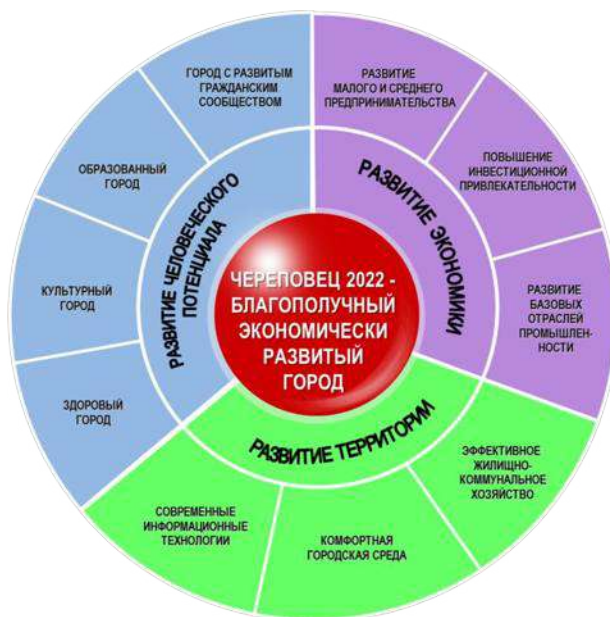 ЧЕРЕПОВЕЦ 2022 -
БЛАГОПОЛУЧНЫЙ
ЭКОНОМИЧЕСКИ
РАЗВИТЫЙ
ГОРОД
РАЗВИТИЕ ЭКОНОМИКИ
РАЗВИТИЕ
МАЛОГО И СРЕДНЕГО
ПРЕДПРИНИМАТЕЛЬСТВА
ПОВЫШЕНИЕ
ИНВЕСТИЦИОННОЙ
ПРИВЛЕКАТЕЛЬНОСТИ
РАЗВИТИЕ
БАЗОВЫХ
ОТРАСЛЕЙ
ПРОМЫШЛЕН-
НОСТИ
РАЗВИТИЕ ТЕРРИТОРИИ
ЭФФЕКТИВНОЕ
ЖИЛИЩНО-
КОММУНАЛЬНОЕ
ХОЗЯЙСТВО
КОМФОРТНАЯ
ГОРОДСКАЯ СРЕДА
СОВРЕМЕННЫЕ
ИНФОРМАЦИОННЫЕ
ТЕХНОЛОГИИ
РАЗВИТИЕ ЧЕЛОВЕЧЕСКОГО
ПОТЕНЦИАЛА
ЗДОРОВЫЙ
ГОРОД
КУЛЬТУРНЫЙ
ГОРОД
ОБРАЗОВАННЫЙ
ГОРОД
ГОРОД С РАЗВИТЫМ
ГРАЖДАНСКИМ
СООБЩЕСТВОМ